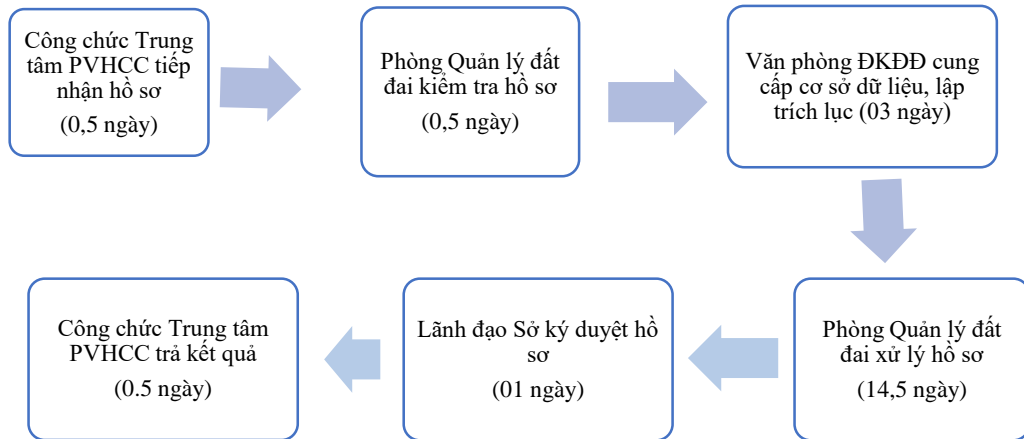 Công chức Trung
tâm PVHCC tiếp
nhận hồ sơ
(0,5 ngày)
Phòng Quản lý đất
đai kiểm tra hồ sơ
(0,5 ngày)
Văn phòng ĐKĐĐ cung
cấp cơ sở dữ liệu, lập
trích lục (03 ngày)
Công chức Trung tâm
PVHCC trả kết quả
(0.5 ngày)
Lãnh đạo Sở ký duyệt hồ
sơ
(01 ngày)
Phòng Quản lý đất
đai xử lý hồ sơ
(14,5 ngày)